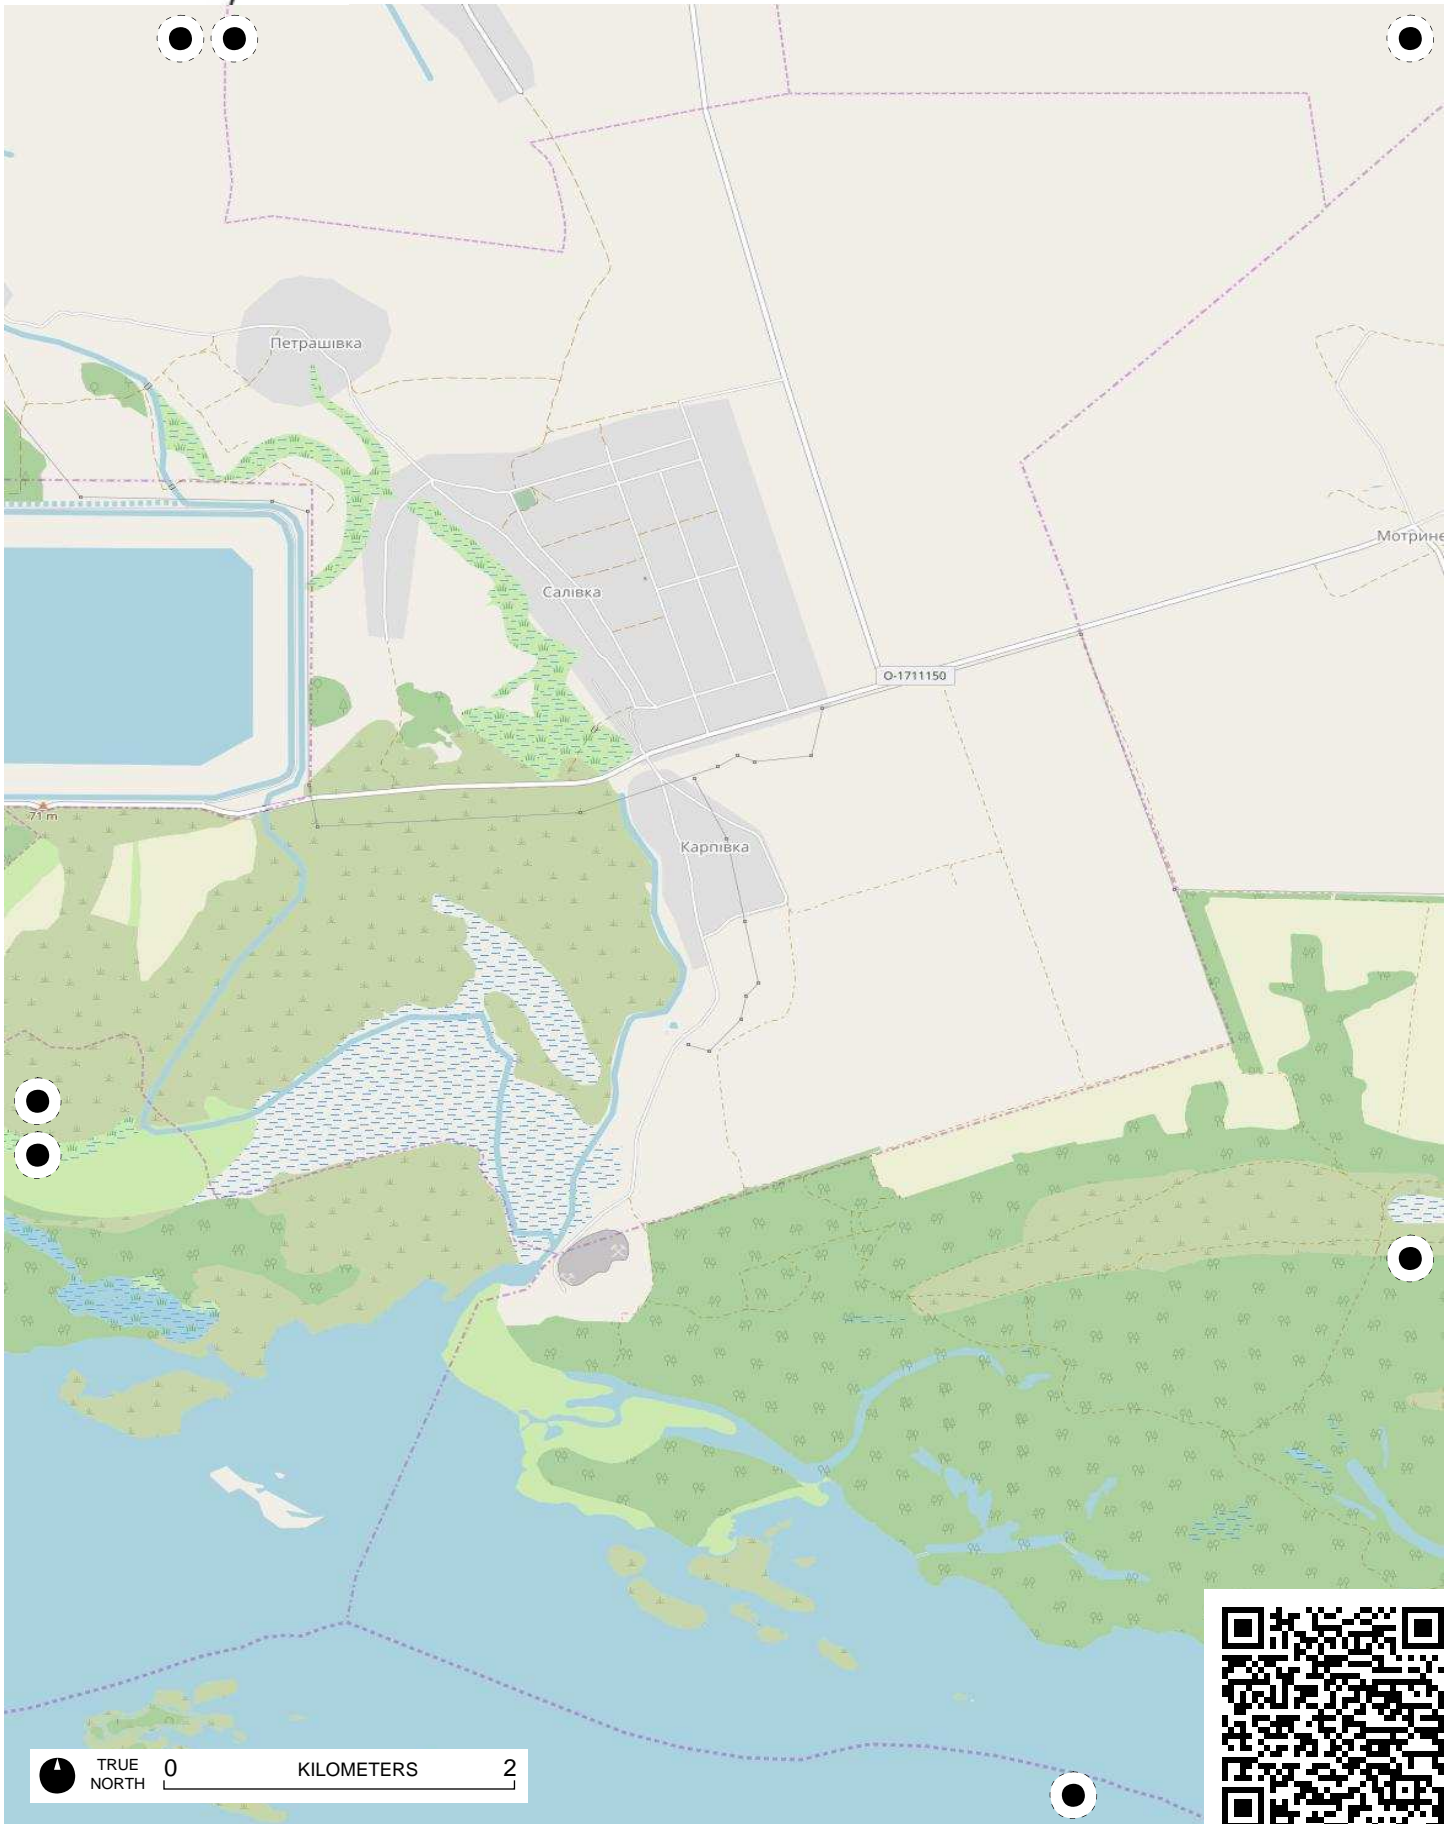 Петрашівка
Салівка
Мотрине
О-1711150
71 m
Карпівка
TRUE
NORTH
0 KILOMETERS 2